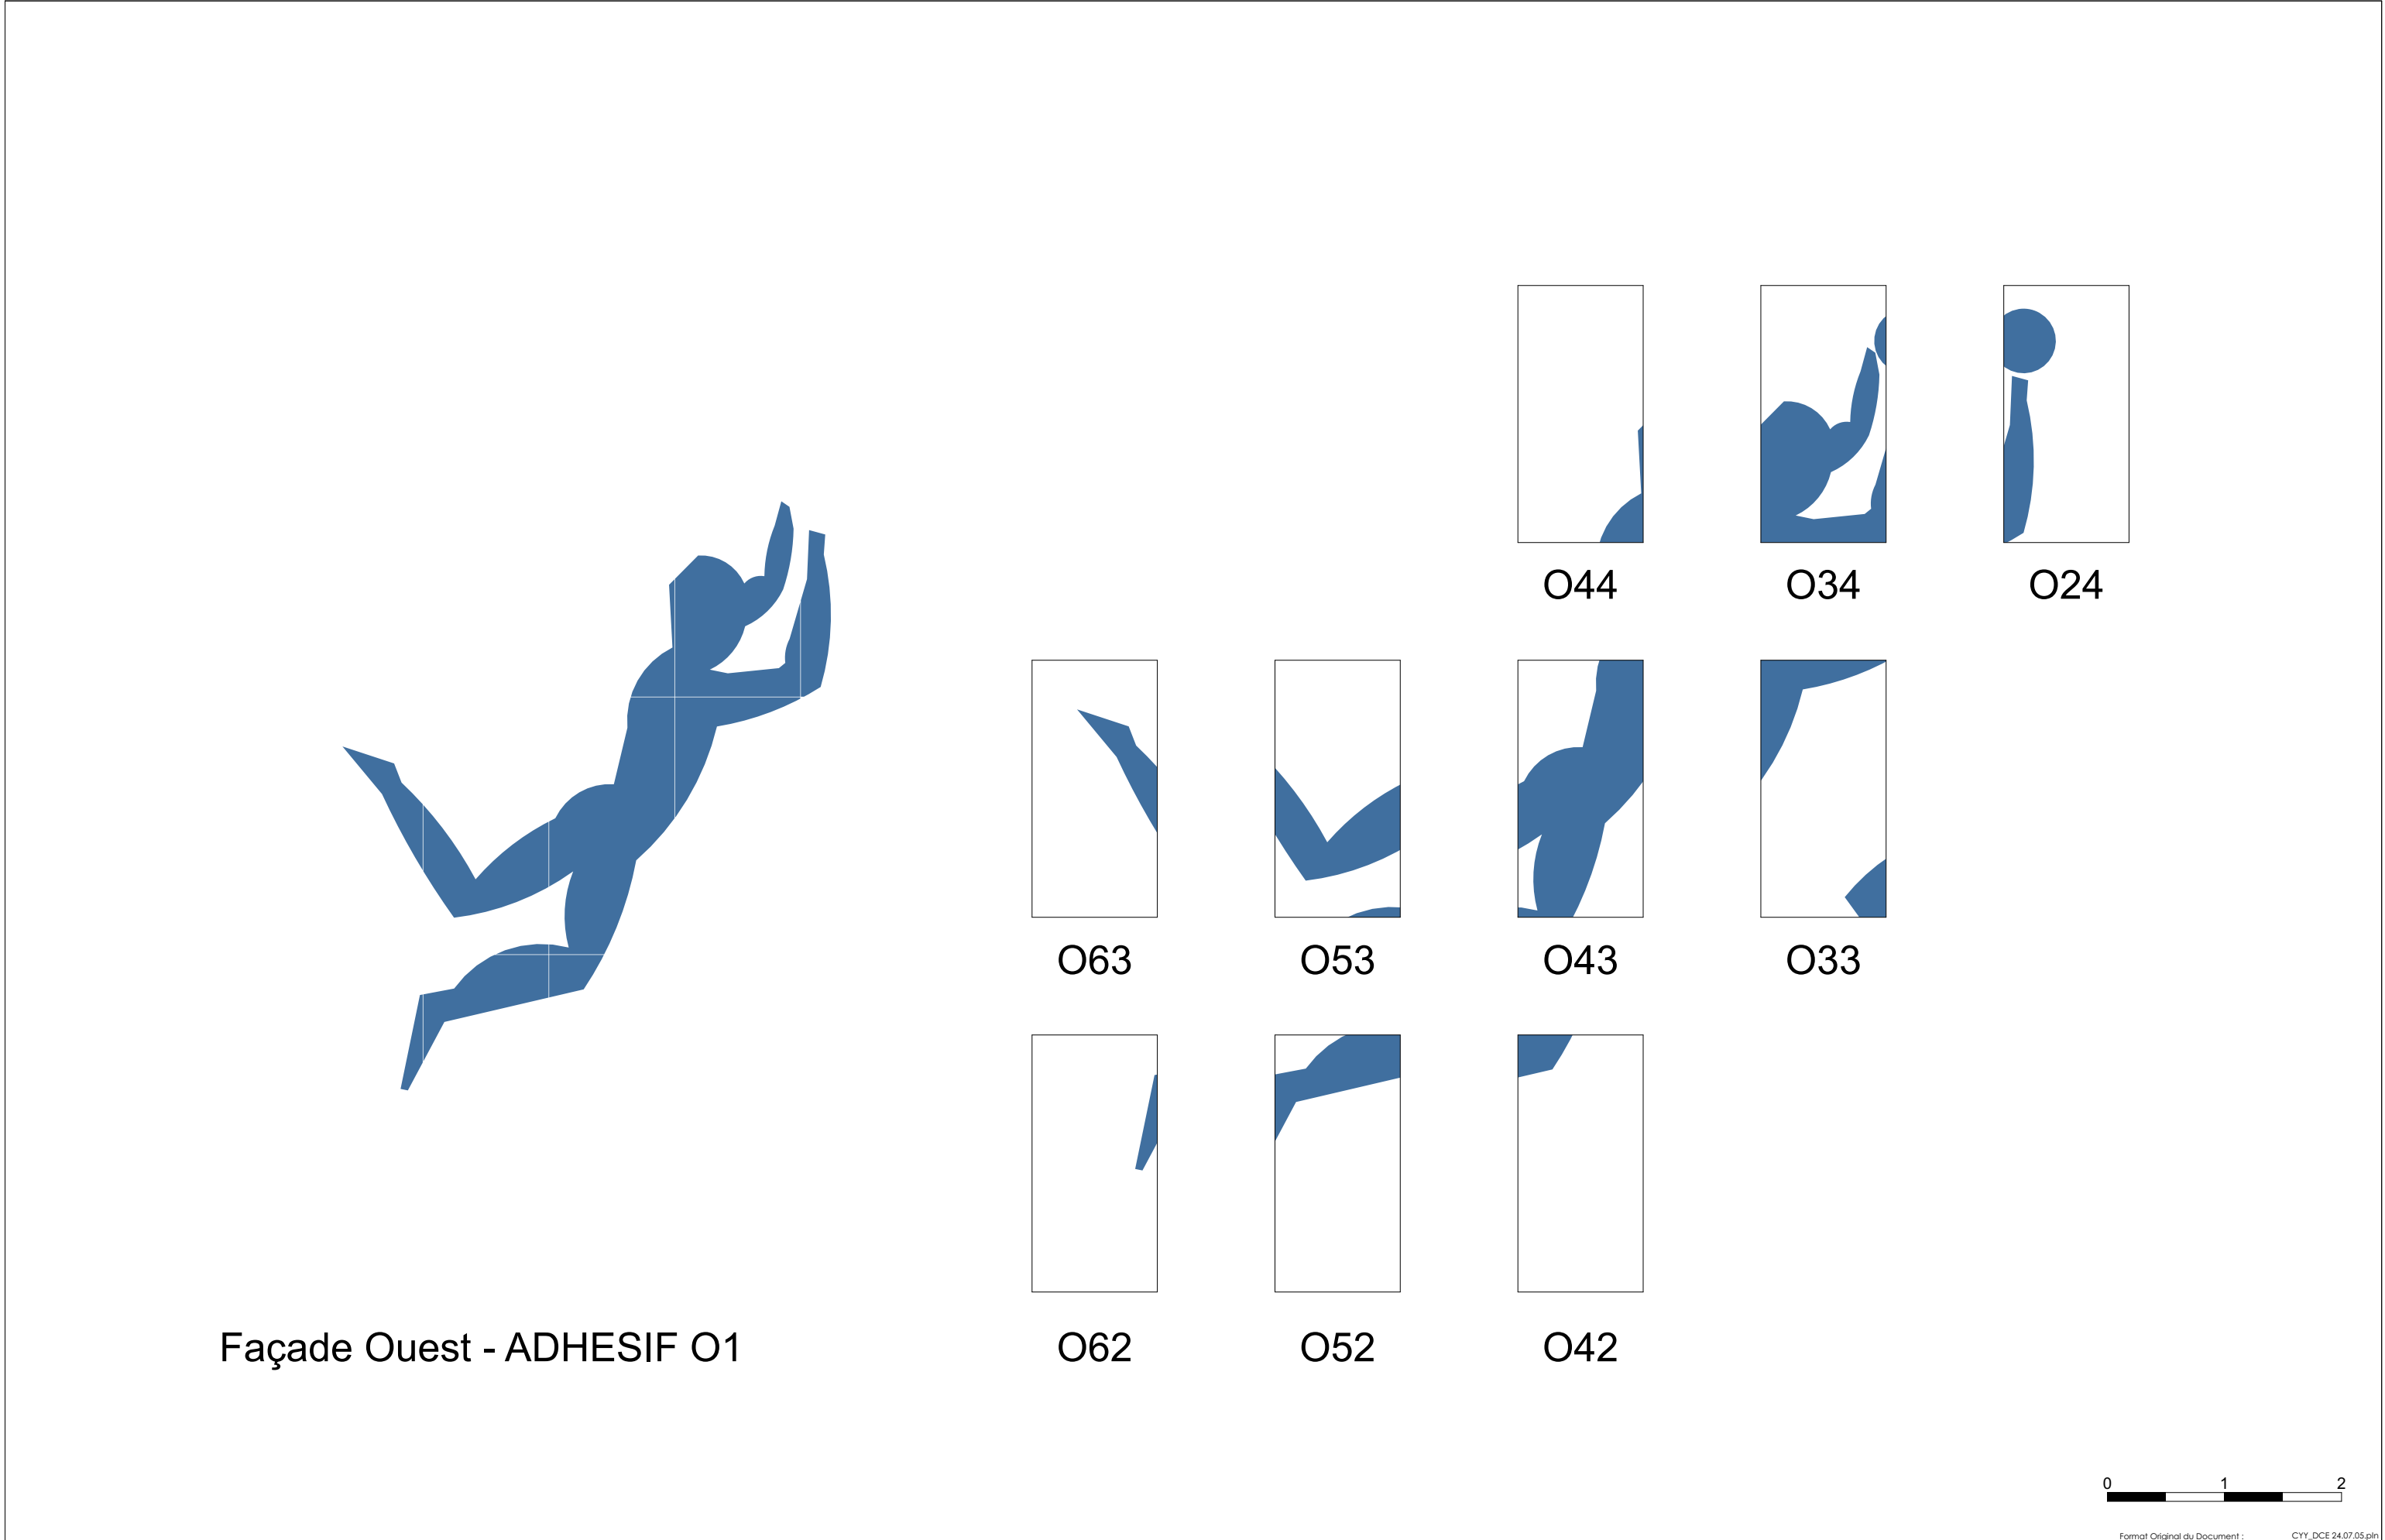 O44 O34 O24
O63 O53 O43 O33
Façade Ouest - ADHESIF O1 O62 O52 O42
0 1 2
Format Original du Document : CYY_DCE 24.07.05.pln